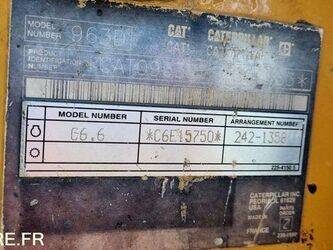 MODEL NUMBER 963D CAT CATERPILLAR
PRODUCT IDENTIFICATION NUMBER
MODEL NUMBER SERIAL NUMBER ARRANGEMENT NUMBER
C6.6 *C6E15750* 242-1358
CATERPILLAR INC.
PEORIA, IL 61629
USA
MADE IN
FRANCE
RE.FR